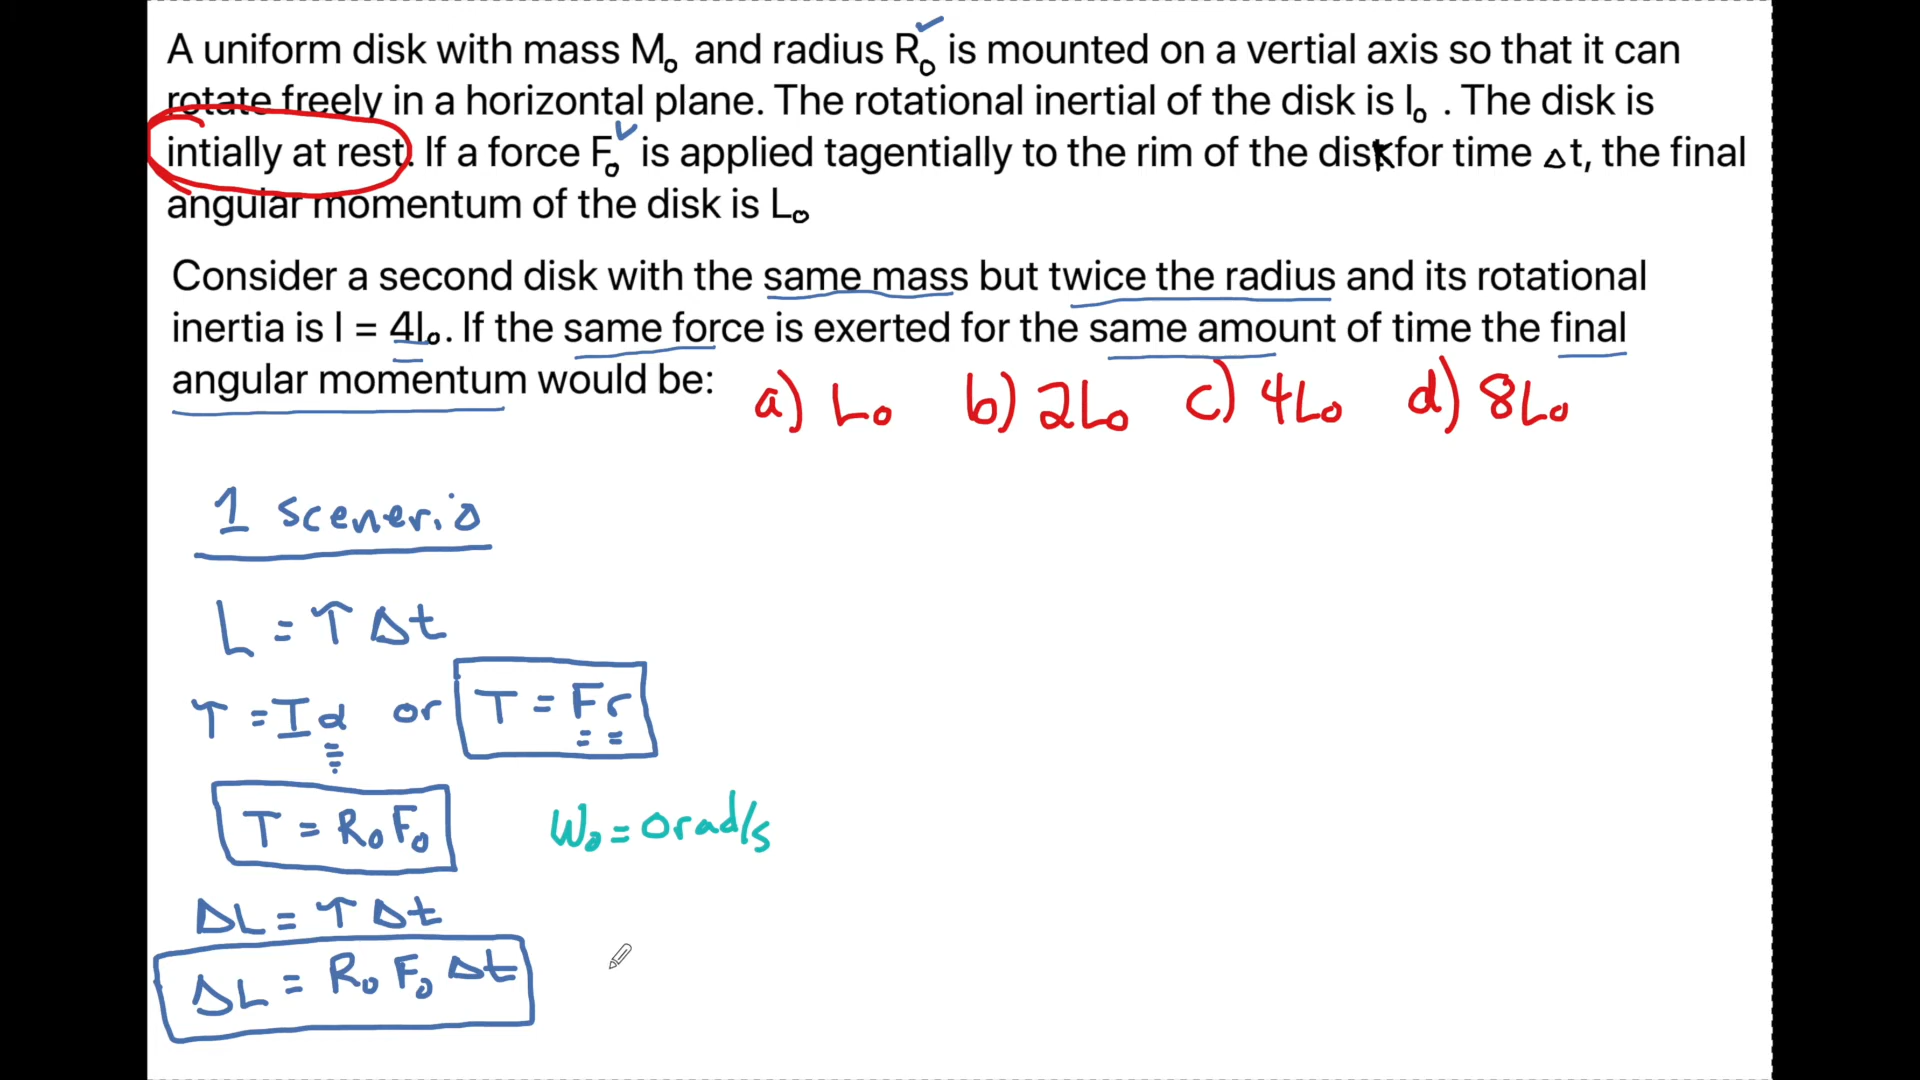 A uniform disk with mass M₀ and radius R₀ is mounted on a vertial axis so that it can
rotate freely in a horizontal plane. The rotational inertial of the disk is I₀ . The disk is
intially at rest. If a force F₀ is applied tagentially to the rim of the disk for time Δt, the final
angular momentum of the disk is L₀
Consider a second disk with the same mass but twice the radius and its rotational
inertia is I = 4I₀. If the same force is exerted for the same amount of time the final
angular momentum would be:
a) L₀ b) 2L₀ c) 4L₀ d) 8L₀
1 scenerio
L = τ Δt
τ = I α or τ = Fr
τ = R₀ F₀
W₀ = 0 rad/s
ΔL = τ Δt
ΔL = R₀ F₀ Δt